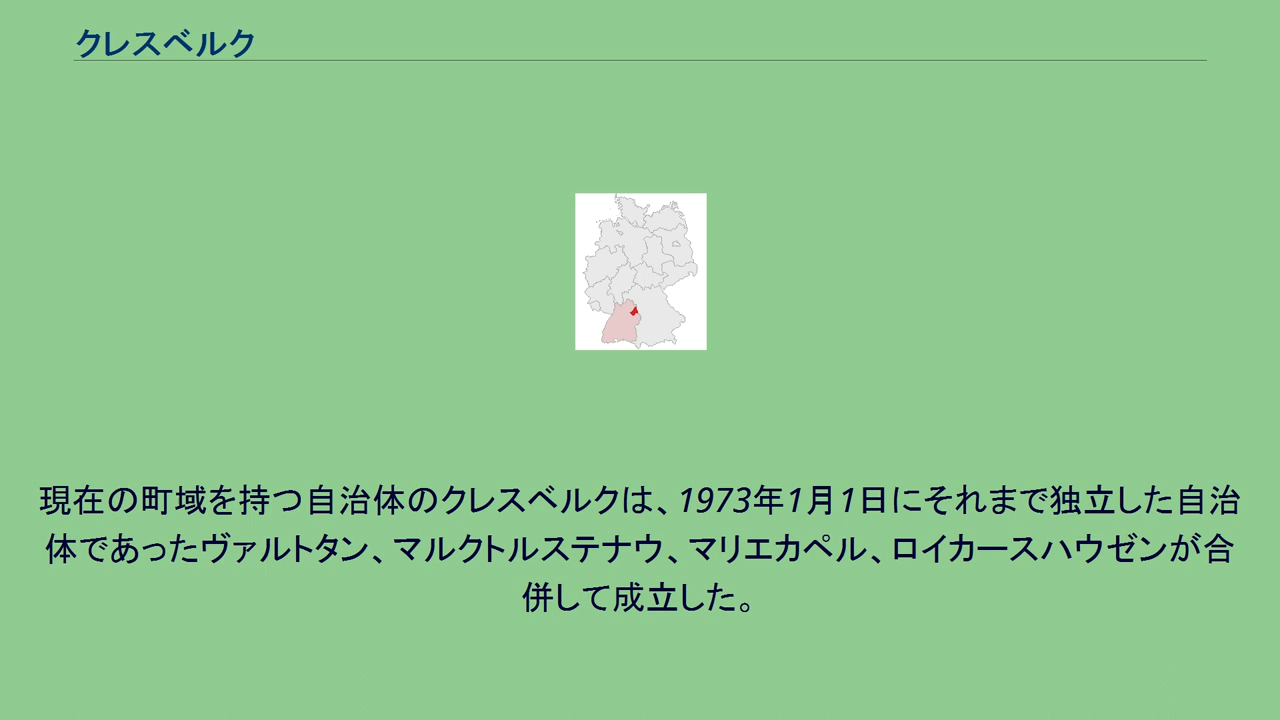 クレスベルク
現在の町域を持つ自治体のクレスベルクは、1973年1月1日にそれまで独立した自治
体であったヴァルトタン、マルクトルステナウ、マリエカペル、ロイカースハウゼンが合
併して成立した。